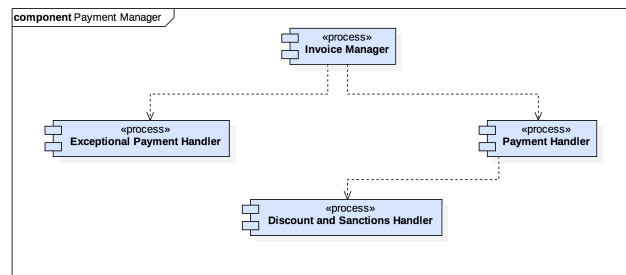 component Payment Manager
«process»
Invoice Manager
«process»
Exceptional Payment Handler
«process»
Payment Handler
«process»
Discount and Sanctions Handler